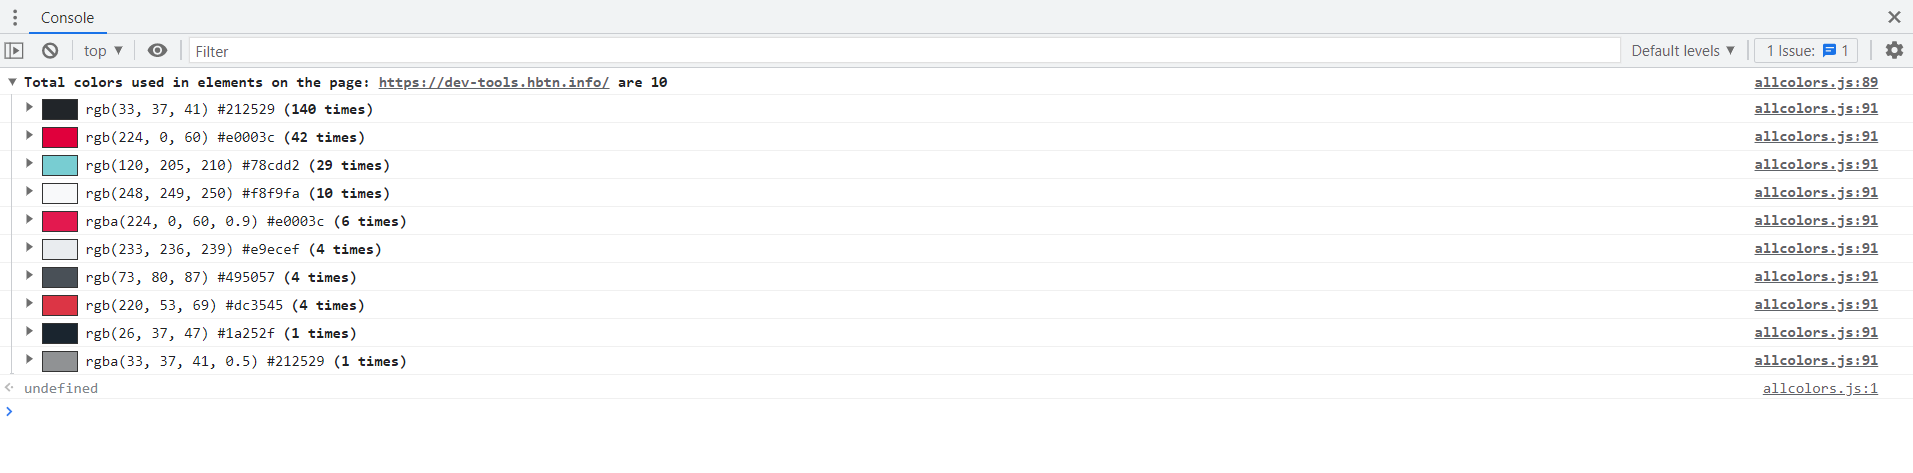 Console
top
Filter
Default levels
1 Issue: 1
Total colors used in elements on the page: https://dev-tools.hbtn.info/ are 10 allcolors.js:89
rgb(33, 37, 41) #212529 (140 times) allcolors.js:91
rgb(224, 0, 60) #e0003c (42 times) allcolors.js:91
rgb(120, 205, 210) #78cdd2 (29 times) allcolors.js:91
rgb(248, 249, 250) #f8f9fa (10 times) allcolors.js:91
rgba(224, 0, 60, 0.9) #e0003c (6 times) allcolors.js:91
rgb(233, 236, 239) #e9ecef (4 times) allcolors.js:91
rgb(73, 80, 87) #495057 (4 times) allcolors.js:91
rgb(220, 53, 69) #dc3545 (4 times) allcolors.js:91
rgb(26, 37, 47) #1a252f (1 times) allcolors.js:91
rgba(33, 37, 41, 0.5) #212529 (1 times) allcolors.js:91
undefined allcolors.js:1